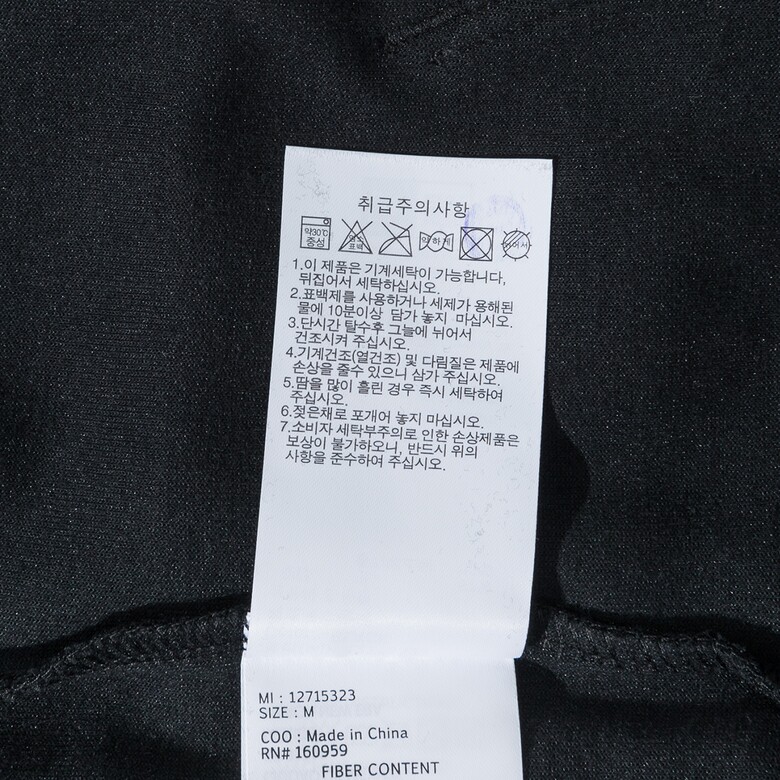 취급주의사항
약30℃ 중성 염소 표백 약하게 뉘어서
1.이 제품은 기계세탁이 가능합니다,
뒤집어서 세탁하십시오.
2.표백제를 사용하거나 세제가 용해된
물에 10분이상 담가 놓지 마십시오.
3.단시간 탈수후 그늘에 뉘어서
건조시켜 주십시오.
4.기계건조(열건조) 및 다림질은 제품에
손상을 줄수 있으니 삼가 주십시오.
5.땀을 많이 흘린 경우 즉시 세탁하여
주십시오.
6.젖은채로 포개어 놓지 마십시오.
7.소비자 세탁부주의로 인한 손상제품은
보상이 불가하오니, 반드시 위의
사항을 준수하여 주십시오.
MI : 12715323
SIZE : M
COO : Made in China
RN# 160959
FIBER CONTENT